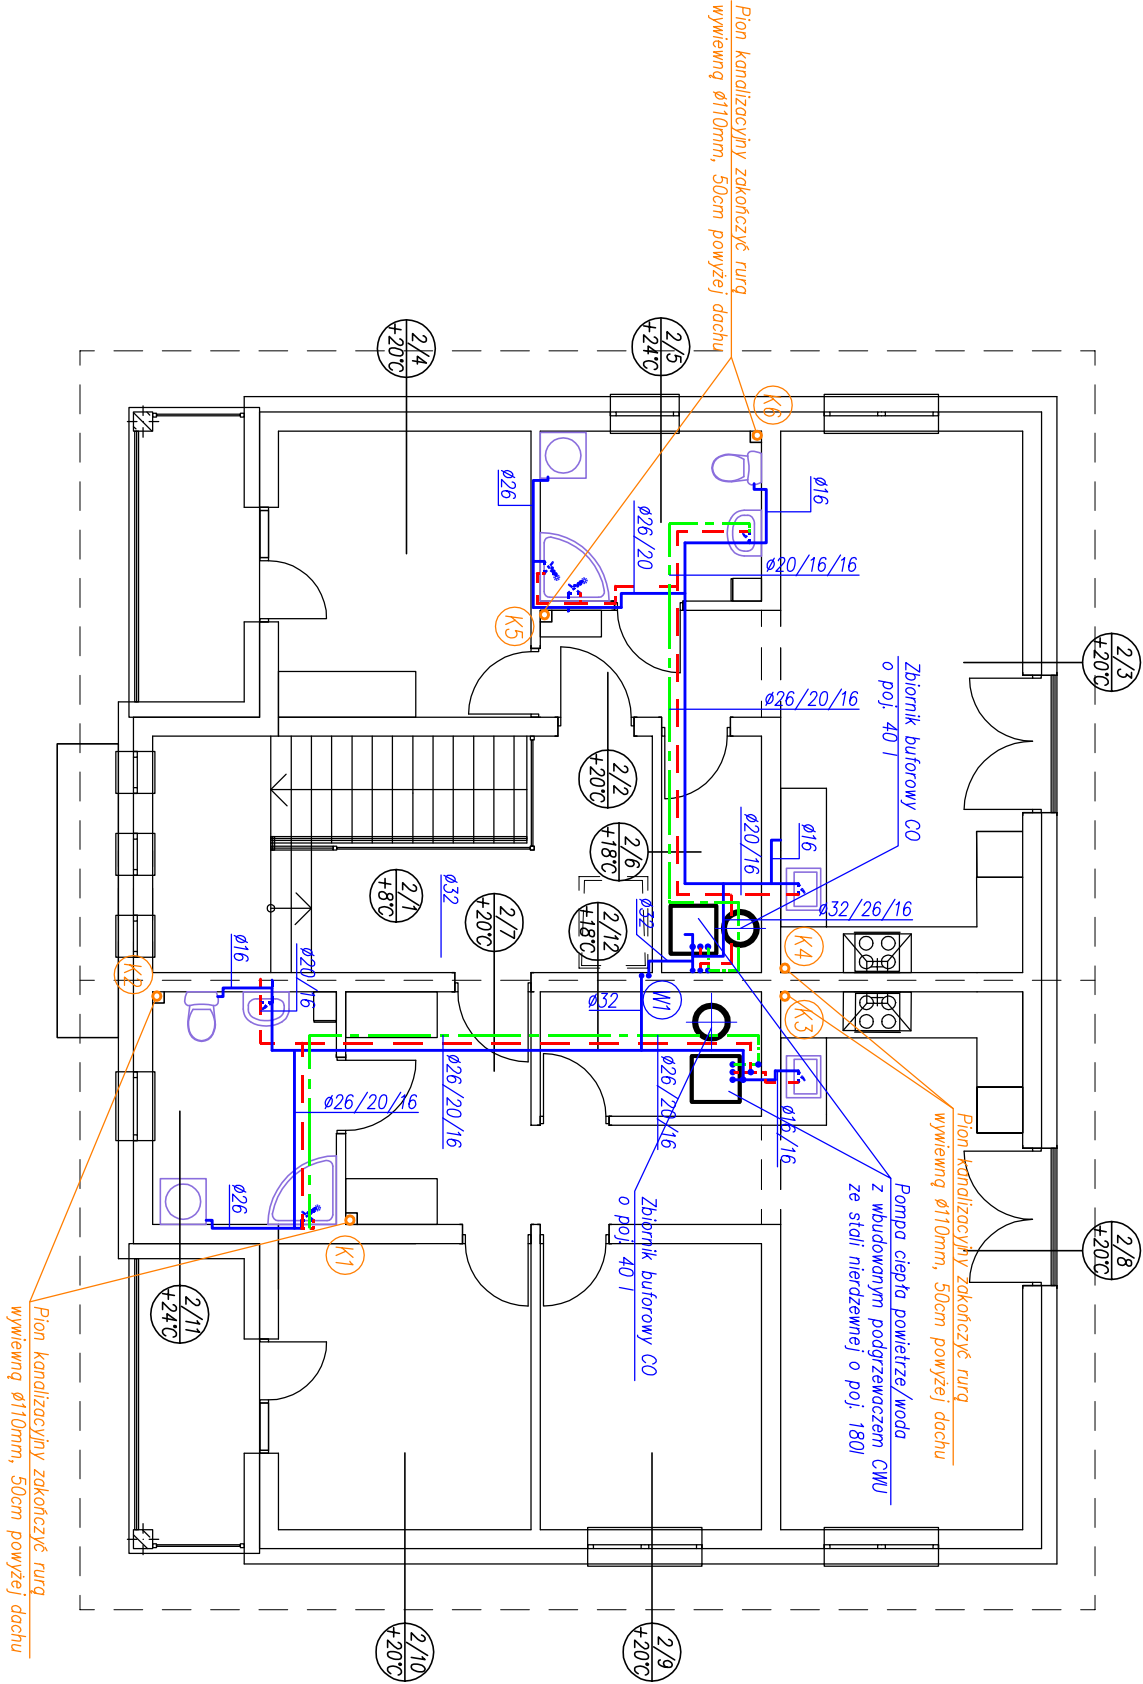 Pion kanalizacyjny zakończyć rurą
wywiewną ø110mm, 50cm powyżej dachu
2/4
+20°C
2/5
+24°C
K6
ø16
ø26
ø26/20
ø20/16/16
K5
2/3
+20°C
Zbiornik buforowy CO
o poj. 40 l
ø26/20/16
2/2
+20°C
2/6
+18°C
ø20/16
ø16
2/1
+8°C
ø32
2/7
+20°C
2/12
+18°C
ø32
ø32/26/16
K4
K2
ø16
ø20/16
ø32
W1
K3
ø26/20/16
ø26/20/16
ø26/20/16
ø16/16
Pion kanalizacyjny zakończyć rurą
wywiewną ø110mm, 50cm powyżej dachu
Pompa ciepła powietrze/woda
z wbudowanym podgrzewaczem CWU
ze stali nierdzewnej o poj. 180l
Zbiornik buforowy CO
o poj. 40 l
ø26
K1
2/8
+20°C
2/11
+24°C
Pion kanalizacyjny zakończyć rurą
wywiewną ø110mm, 50cm powyżej dachu
2/10
+20°C
2/9
+20°C